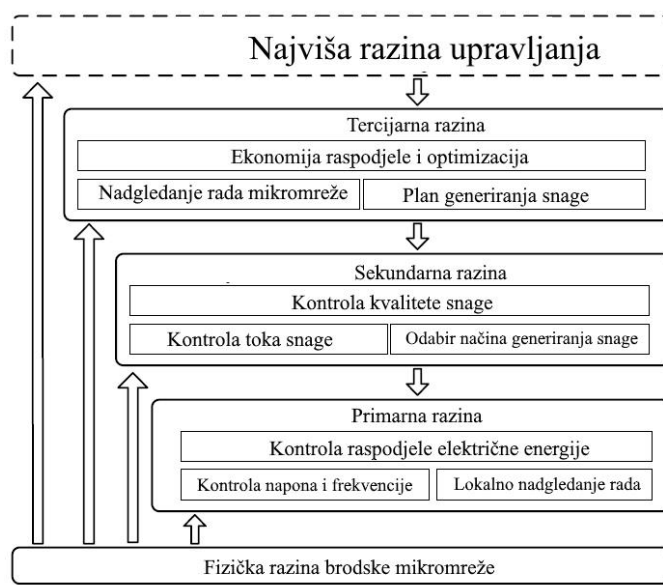 Najviša razina upravljanja
Tercijarna razina
Ekonomija raspodjele i optimizacija
Nadgledanje rada mikromreže
Plan generiranja snage
Sekundarna razina
Kontrola kvalitete snage
Kontrola toka snage
Odabir načina generiranja snage
Primarna razina
Kontrola raspodjele električne energije
Kontrola napona i frekvencije
Lokalno nadgledanje rada
Fizička razina brodske mikromreže